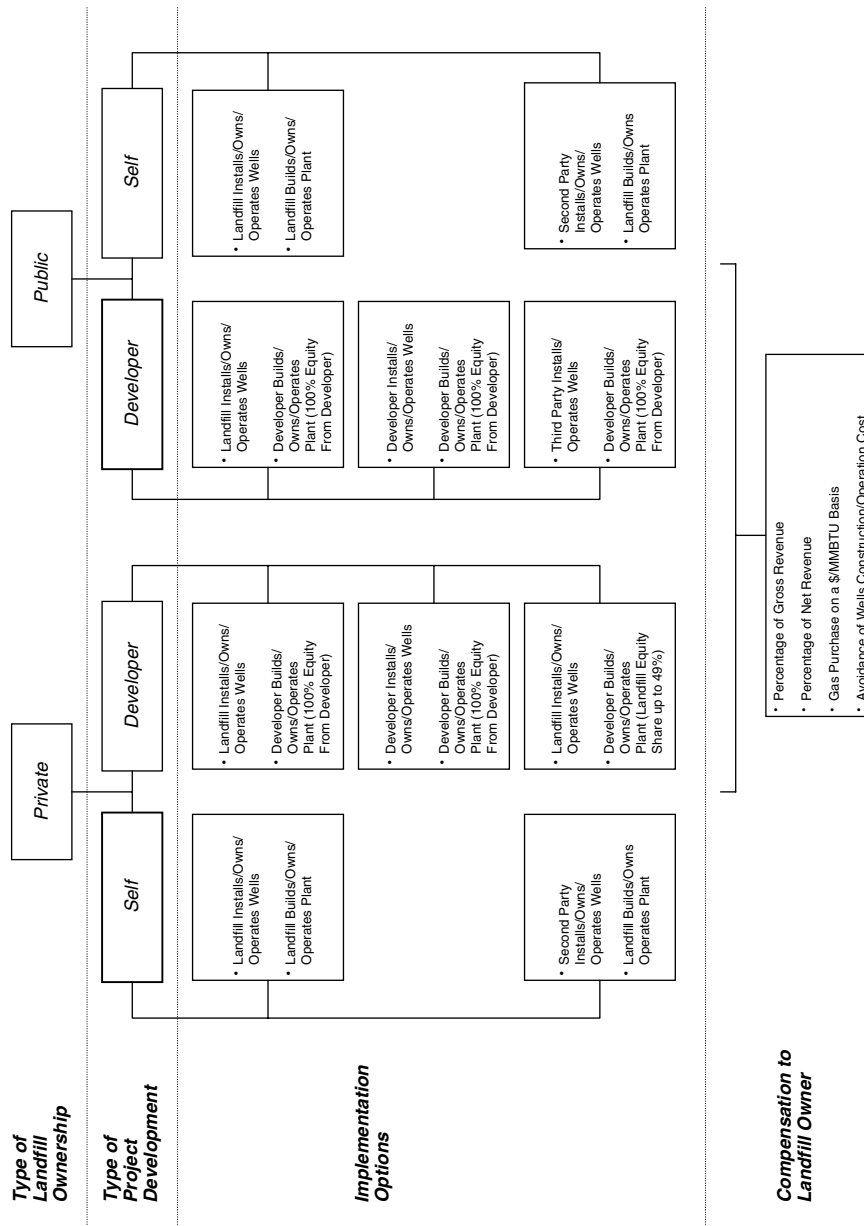 Type of
Landfill
Ownership
Private
Public
Type of
Project
Development
Self
Developer
Developer
Self
Implementation
Options
• Landfill Installs/Owns/
Operates Wells
• Landfill Builds/Owns/
Operates Plant
• Second Party
Installs/Owns/
Operates Wells
• Landfill Builds/Owns
Operates Plant
• Landfill Installs/Owns/
Operates Wells
• Developer Builds/
Owns/Operates
Plant (100% Equity
From Developer)
• Developer Installs/
Owns/Operates Wells
• Developer Builds/
Owns/Operates
Plant (100% Equity
From Developer)
• Landfill Installs/Owns/
Operates Wells
• Developer Builds/
Owns/Operates
Plant (Landfill Equity
Share up to 49%)
• Landfill Installs/Owns/
Operates Wells
• Developer Builds/
Owns/Operates
Plant (100% Equity
From Developer)
• Developer Installs/
Owns/Operates Wells
• Developer Builds/
Owns/Operates
Plant (100% Equity
From Developer)
• Third Party Installs/
Operates Wells
• Developer Builds/
Owns/Operates
Plant (100% Equity
From Developer)
• Landfill Installs/Owns/
Operates Wells
• Landfill Builds/Owns/
Operates Plant
• Second Party
Installs/Owns/
Operates Wells
• Landfill Builds/Owns
Operates Plant
Compensation to
Landfill Owner
• Percentage of Gross Revenue
• Percentage of Net Revenue
• Gas Purchase on a $/MMBTU Basis
• Avoidance of Wells Construction/Operation Cost